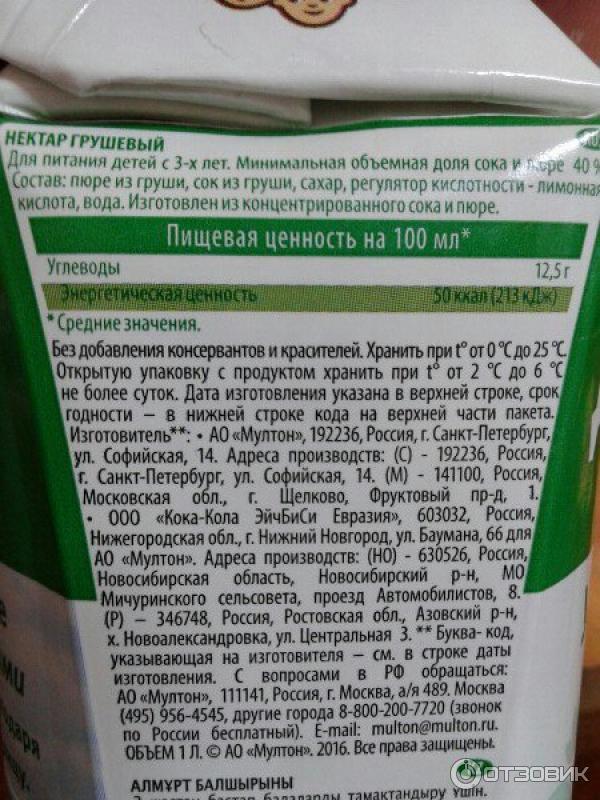 НЕКТАР ГРУШЕВЫЙ
Для питания детей с 3-х лет. Минимальная объемная доля сока и пюре 40 %
Состав: пюре из груши, сок из груши, сахар, регулятор кислотности - лимонная
кислота, вода. Изготовлен из концентрированного сока и пюре.
Пищевая ценность на 100 мл*
Углеводы 12,5 г
Энергетическая ценность 50 ккал (213 кДж)
* Средние значения.
Без добавления консервантов и красителей. Хранить при t° от 0 °С до 25 °С.
Открытую упаковку с продуктом хранить при t° от 2 °С до 6 °С
не более суток. Дата изготовления указана в верхней строке, срок
годности – в нижней строке кода на верхней части пакета.
Изготовитель**: • АО «Мултон», 192236, Россия, г. Санкт-Петербург,
ул. Софийская, 14. Адреса производств: (С) - 192236, Россия,
г. Санкт-Петербург, ул. Софийская, 14. (М) - 141100, Россия,
Московская обл., г. Щелково, Фруктовый пр-д, 1.
• ООО «Кока-Кола ЭйчБиСи Евразия», 603032, Россия,
Нижегородская обл., г. Нижний Новгород, ул. Баумана, 66 для
АО «Мултон». Адреса производств: (НО) - 630526, Россия,
Новосибирская область, Новосибирский р-н, МО
Мичуринского сельсовета, проезд Автомобилистов, 8.
(Р) – 346748, Россия, Ростовская обл., Азовский р-н,
х. Новоалександровка, ул. Центральная 3. ** Буква- код,
указывающая на изготовителя – см. в строке даты
изготовления. С вопросами в РФ обращаться:
АО «Мултон», 111141, Россия, г. Москва, а/я 489. Москва
(495) 956-4545, другие города 8-800-200-7720 (звонок
по России бесплатный). E-mail: multon@multon.ru.
ОБЪЕМ 1 Л. © АО «Мултон». 2016. Все права защищены.
АЛМҰРТ БАЛШЫРЫНЫ
3 жастан бастап балаларды тамақтандыру үшін.
ОТЗОВИК